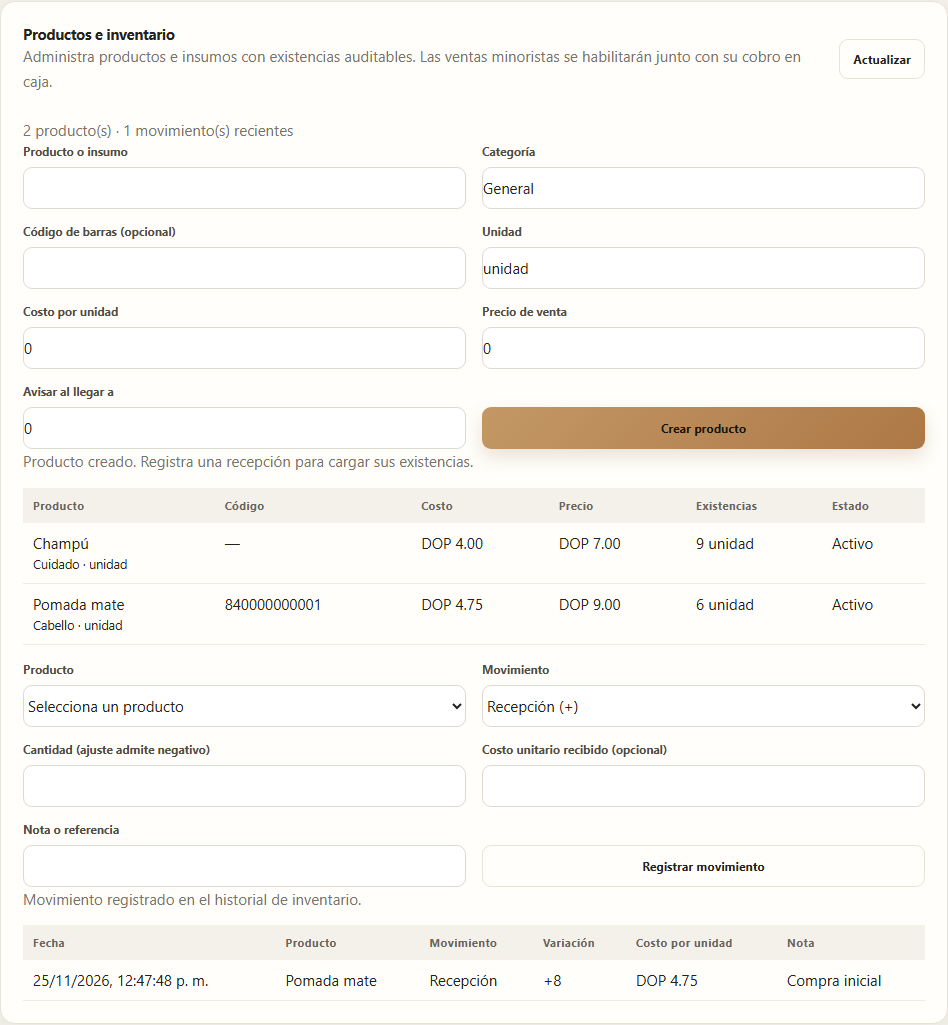 Productos e inventario
Administra productos e insumos con existencias auditables. Las ventas minoristas se habilitarán junto con su cobro en
caja.
Actualizar
2 producto(s) · 1 movimiento(s) recientes
Producto o insumo
Categoría
General
Código de barras (opcional)
Unidad
unidad
Costo por unidad
Precio de venta
0
0
Avisar al llegar a
0
Crear producto
Producto creado. Registra una recepción para cargar sus existencias.
Producto Código Costo Precio Existencias Estado
Champú — DOP 4.00 DOP 7.00 9 unidad Activo
Cuidado · unidad
Pomada mate 840000000001 DOP 4.75 DOP 9.00 6 unidad Activo
Cabello · unidad
Producto
Movimiento
Selecciona un producto
Recepción (+)
Cantidad (ajuste admite negativo)
Costo unitario recibido (opcional)
Nota o referencia
Registrar movimiento
Movimiento registrado en el historial de inventario.
Fecha Producto Movimiento Variación Costo por unidad Nota
25/11/2026, 12:47:48 p. m. Pomada mate Recepción +8 DOP 4.75 Compra inicial